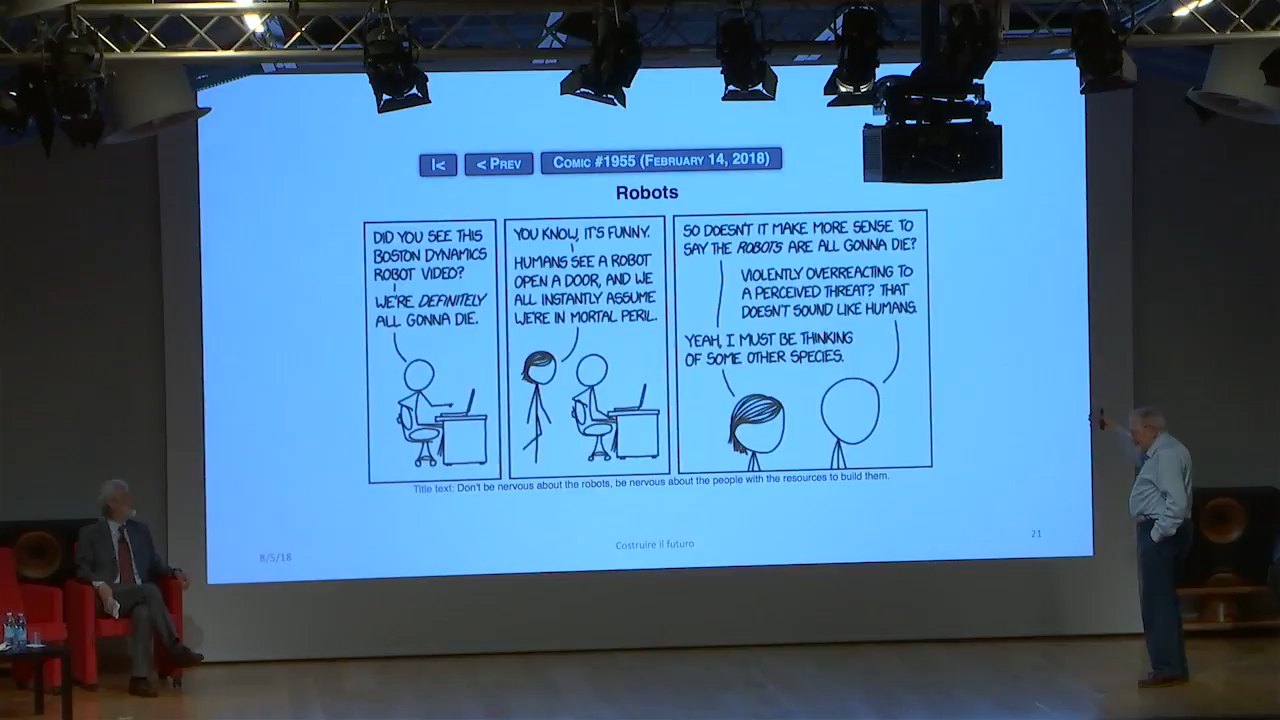 |<
< PREV
COMIC #1955 (FEBRUARY 14, 2018)
Robots
DID YOU SEE THIS
BOSTON DYNAMICS
ROBOT VIDEO?
WE'RE DEFINITELY
ALL GONNA DIE.
YOU KNOW, IT'S FUNNY.
HUMANS SEE A ROBOT
OPEN A DOOR, AND WE
ALL INSTANTLY ASSUME
WE'RE IN MORTAL PERIL.
SO DOESN'T IT MAKE MORE SENSE TO
SAY THE ROBOTS ARE ALL GONNA DIE?
VIOLENTLY OVERREACTING TO
A PERCEIVED THREAT? THAT
DOESN'T SOUND LIKE HUMANS.
YEAH, I MUST BE THINKING
OF SOME OTHER SPECIES.
Title text: Don't be nervous about the robots, be nervous about the people with the resources to build them.
8/5/18
Costruire il futuro
21